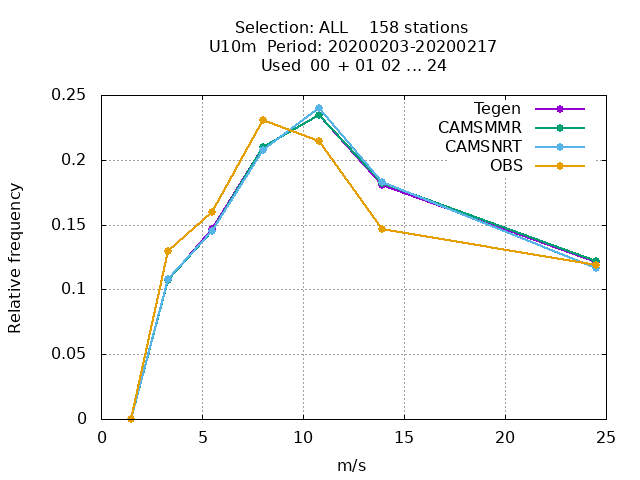 Selection: ALL    158 stations
U10m  Period: 20200203-20200217
Used  00 + 01 02 ... 24
Relative frequency
0.25
0.2
0.15
0.1
0.05
0
Tegen
CAMSMMR
CAMSNRT
OBS
0 5 10 15 20 25
m/s